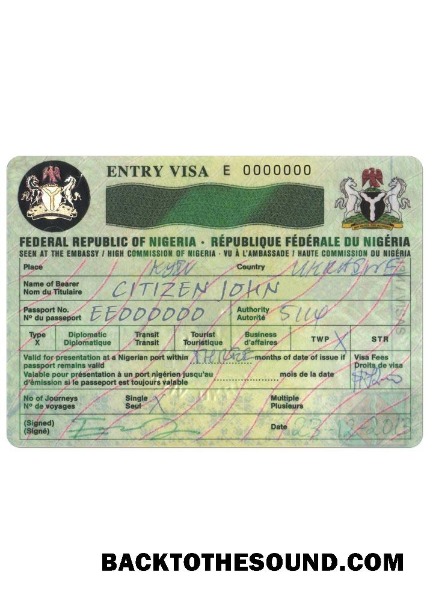 ENTRY VISA E 0000000
FEDERAL REPUBLIC OF NIGERIA · RÉPUBLIQUE FÉDÉRALE DU NIGÉRIA
SEEN AT THE EMBASSY / HIGH COMMISSION OF NIGERIA · VU À L'AMBASSADE / HAUTE COMMISSION DU NIGÉRIA
Place KYIV Country
Name of Bearer
Nom du Titulaire CITIZEN JOHN
Passport No. Authority
Nº du passeport EE000000 Autorité
Type Diplomatic Transit Tourist Business TWP X STR
X Diplomatique Transit Touristique d'affaires
Valid for presentation at a Nigerian port within THREE months of date of issue if Visa Fees
passport remains valid Droits de visa
Valable pour présentation à un port nigérien jusqu'au mois de la date
d'émission si le passeport est toujours valable
No of Journeys Single X Multiple
Nº de voyages Seul Plusieurs
(Signed) Date 23-12-2013
(Signé)
BACKTOTHESOUND.COM